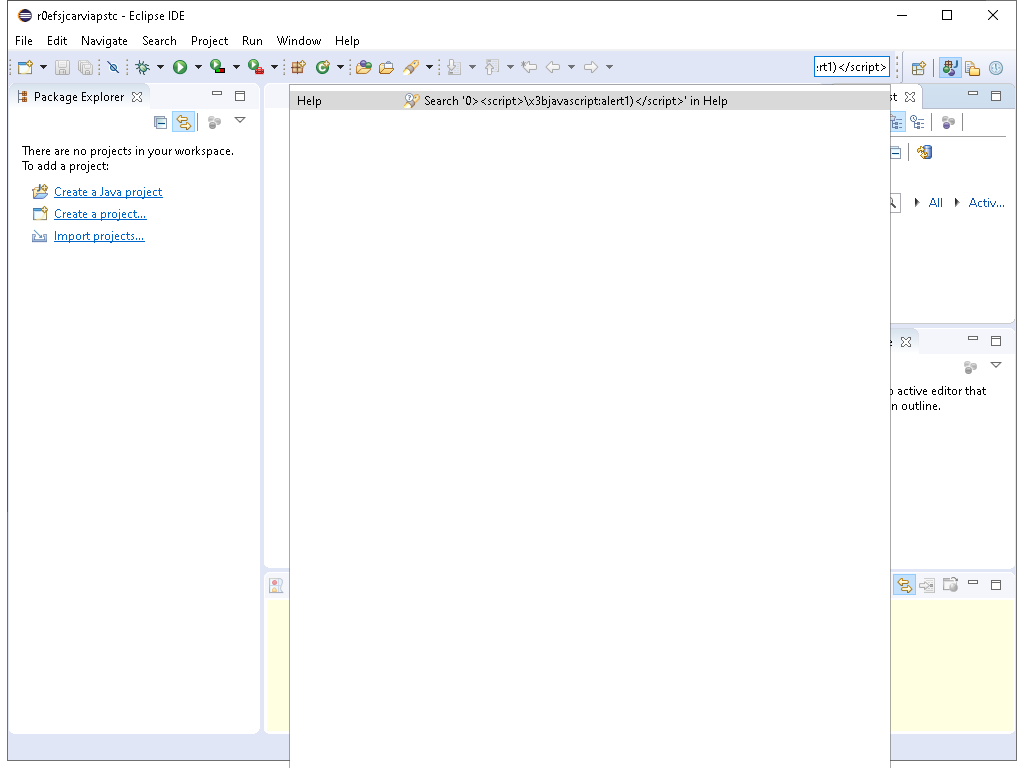 r0efsjcarviapstc - Eclipse IDE
File Edit Navigate Search Project Run Window Help
:rt1)</script>
Package Explorer
Help Search '0><script>\x3bjavascript:alert1)</script>' in Help
st
There are no projects in your workspace.
To add a project:
Create a Java project
Create a project...
Import projects...
All Activ...
active editor that
n outline.